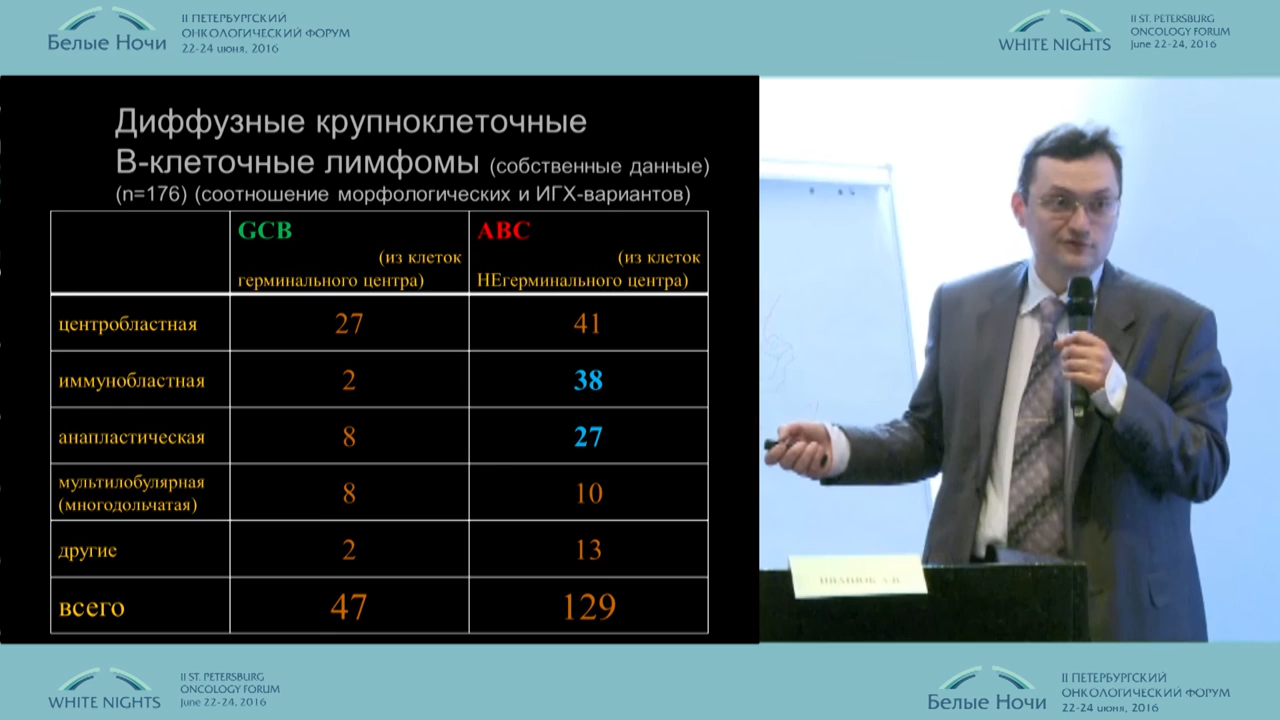 II ПЕТЕРБУРГСКИЙ
ОНКОЛОГИЧЕСКИЙ ФОРУМ
Белые Ночи
22-24 июня, 2016
II ST. PETERSBURG
ONCOLOGY FORUM
WHITE NIGHTS
June 22-24, 2016
Диффузные крупноклеточные
В-клеточные лимфомы (собственные данные)
(n=176) (соотношение морфологических и ИГХ-вариантов)
GCB ABC
(из клеток (из клеток
герминального центра) НЕгерминального центра)
центробластная 27 41
иммунобластная 2 38
анапластическая 8 27
мультилобулярная
(многодольчатая) 8 10
другие 2 13
всего 47 129
II ST. PETERSBURG
ONCOLOGY FORUM
WHITE NIGHTS
June 22-24, 2016
II ПЕТЕРБУРГСКИЙ
ОНКОЛОГИЧЕСКИЙ ФОРУМ
Белые Ночи
22-24 июня, 2016